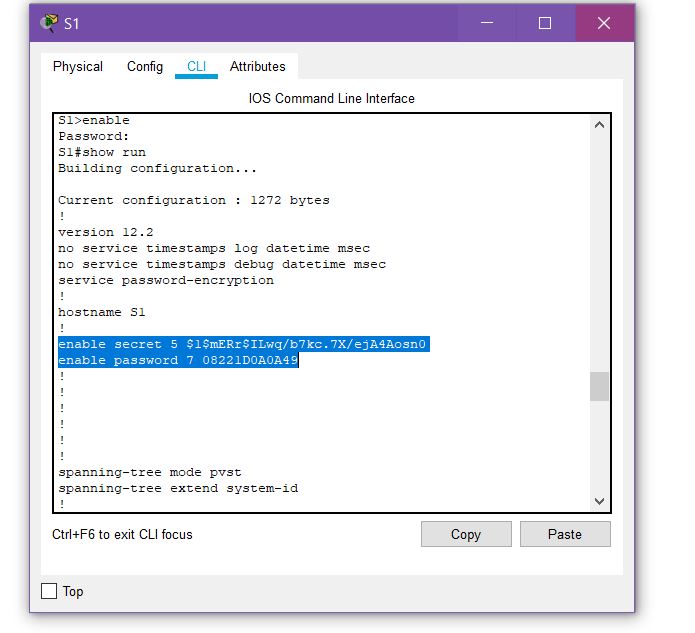 S1
Physical Config CLI Attributes
IOS Command Line Interface
S1>enable
Password:
S1#show run
Building configuration...
Current configuration : 1272 bytes
!
version 12.2
no service timestamps log datetime msec
no service timestamps debug datetime msec
service password-encryption
!
hostname S1
!
enable secret 5 $1$mERr$ILwq/b7kc.7X/ejA4Aosn0
enable password 7 08221D0A0A49
!
!
!
!
!
!
spanning-tree mode pvst
spanning-tree extend system-id
!
Ctrl+F6 to exit CLI focus
Copy Paste
Top